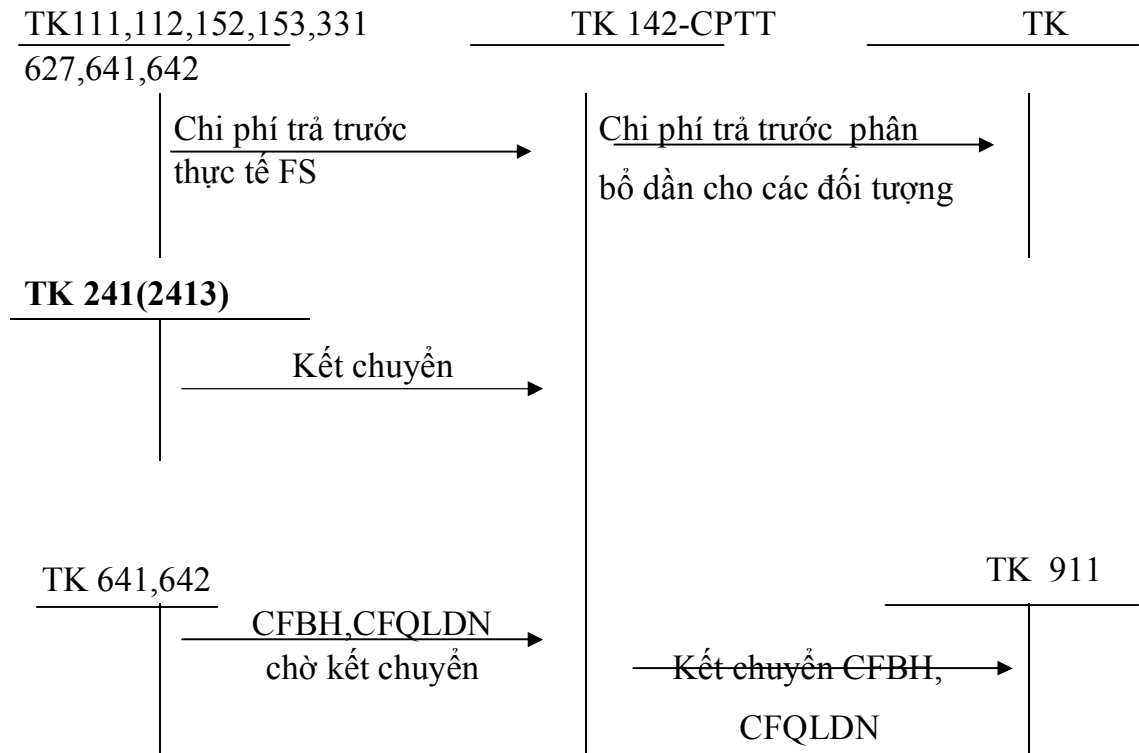 TK111,112,152,153,331 TK 142-CPTT TK
627,641,642
Chi phí trả trước Chi phí trả trước phân
thực tế FS bổ dần cho các đối tượng
TK 241(2413)
Kết chuyển
TK 641,642 TK 911
CFBH,CFQLDN
chờ kết chuyển Kết chuyển CFBH,
CFQLDN